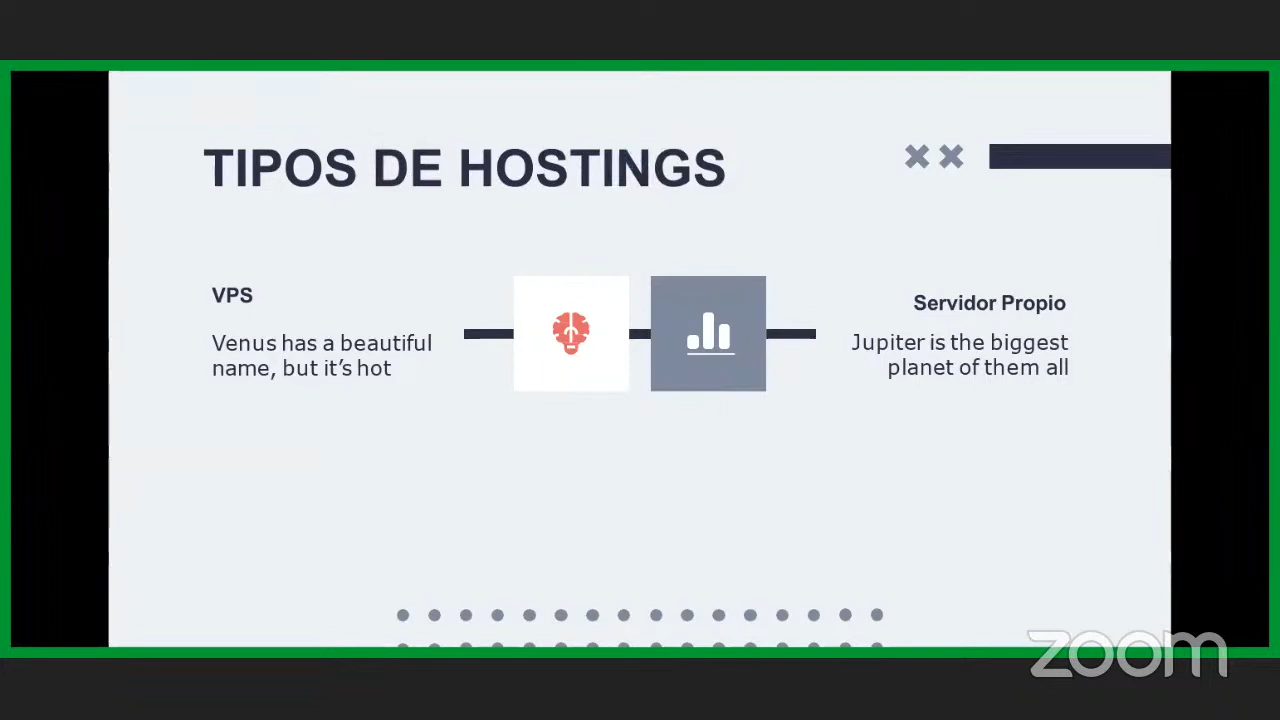 TIPOS DE HOSTINGS
VPS
Venus has a beautiful
name, but it’s hot
Servidor Propio
Jupiter is the biggest
planet of them all
zoom